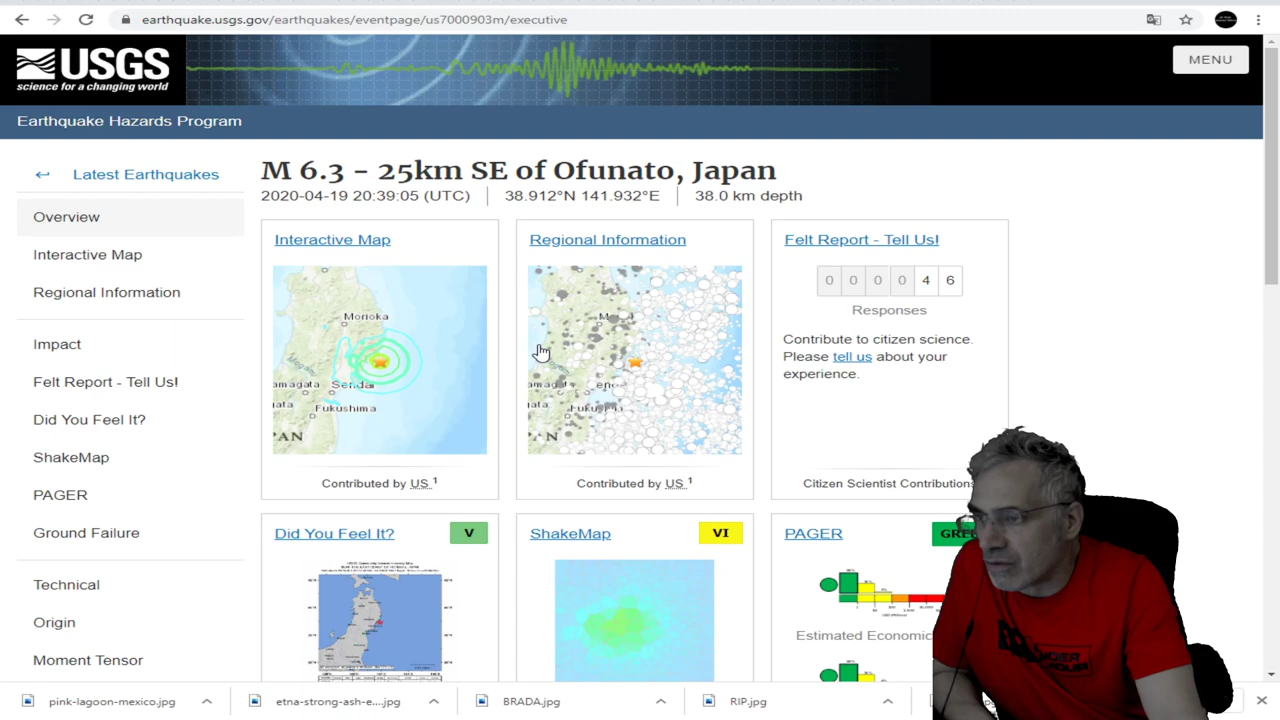 earthquake.usgs.gov/earthquakes/eventpage/us7000903m/executive
USGS
science for a changing world
MENU
Earthquake Hazards Program
Latest Earthquakes
Overview
Interactive Map
Regional Information
Impact
Felt Report - Tell Us!
Did You Feel It?
ShakeMap
PAGER
Ground Failure
Technical
Origin
Moment Tensor
M 6.3 - 25km SE of Ofunato, Japan
2020-04-19 20:39:05 (UTC)
38.912°N 141.932°E
38.0 km depth
Interactive Map
Morioka
Sendai
Fukushima
Contributed by US 1
Regional Information
Contributed by US 1
Felt Report - Tell Us!
0 0 0 0 4 6
Responses
Contribute to citizen science.
Please tell us about your
experience.
Citizen Scientist Contributions
Did You Feel It?
V
ShakeMap
VI
PAGER
Estimated Economic
pink-lagoon-mexico.jpg
etna-strong-ash-e....jpg
BRADA.jpg
RIP.jpg